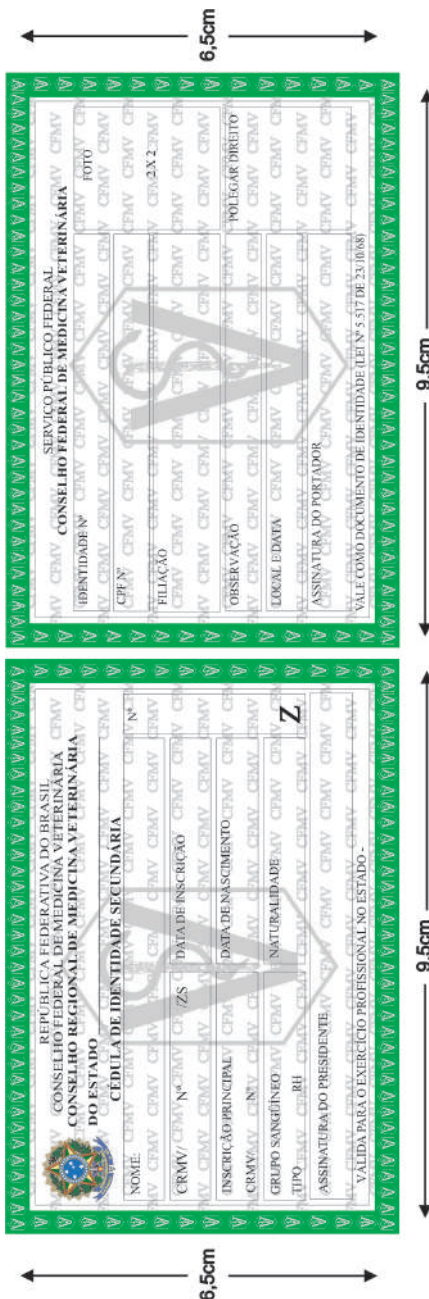 6,5cm
REPÚBLICA FEDERATIVA DO BRASIL
CONSELHO FEDERAL DE MEDICINA VETERINÁRIA
CONSELHO REGIONAL DE MEDICINA VETERINÁRIA
DO ESTADO
CÉDULA DE IDENTIDADE SECUNDÁRIA
NOME: Nº
CRMV/ Nº /ZS DATA DE INSCRIÇÃO
INSCRIÇÃO PRINCIPAL DATA DE NASCIMENTO
CRMV/ Nº
GRUPO SANGÜÍNEO NATURALIDADE
TIPO RH Z
ASSINATURA DO PRESIDENTE
VÁLIDA PARA O EXERCÍCIO PROFISSIONAL NO ESTADO -
9,5cm
SERVIÇO PÚBLICO FEDERAL
CONSELHO FEDERAL DE MEDICINA VETERINÁRIA
IDENTIDADE Nº FOTO
CPF Nº
FILIAÇÃO 2 X 2
OBSERVAÇÃO POLEGAR DIREITO
LOCAL E DATA
ASSINATURA DO PORTADOR
VALE COMO DOCUMENTO DE IDENTIDADE (LEI Nº 5.517 DE 23/10/68)
9,5cm
6,5cm
CFMV